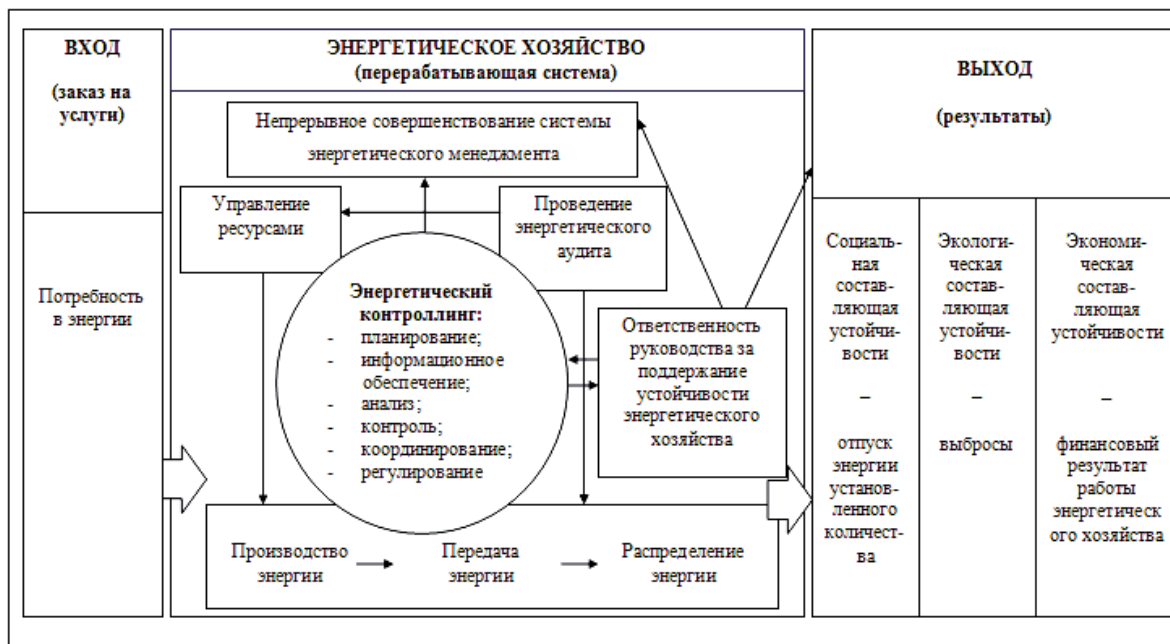 ВХОД
(заказ на
услуги)
Потребность
в энергии
ЭНЕРГЕТИЧЕСКОЕ ХОЗЯЙСТВО
(перерабатывающая система)
Непрерывное совершенствование системы
энергетического менеджмента
Управление
ресурсами
Проведение
энергетического
аудита
Энергетический
контроллинг:
- планирование;
- информационное
обеспечение;
- анализ;
- контроль;
- координирование;
- регулирование
Ответственность
руководства за
поддержание
устойчивости
энергетического
хозяйства
Производство
энергии
Передача
энергии
Распределение
энергии
ВЫХОД
(результаты)
Социаль-
ная
состав-
ляющая
устойчи-
вости
–
отпуск
энергии
установ-
ленного
количест-
ва
Экологи-
ческая
состав-
ляющая
устойчи-
вости
–
выбросы
Экономи-
ческая
состав-
ляющая
устойчивости
–
финансовый
результат
работы
энергетическ
ого хозяйства